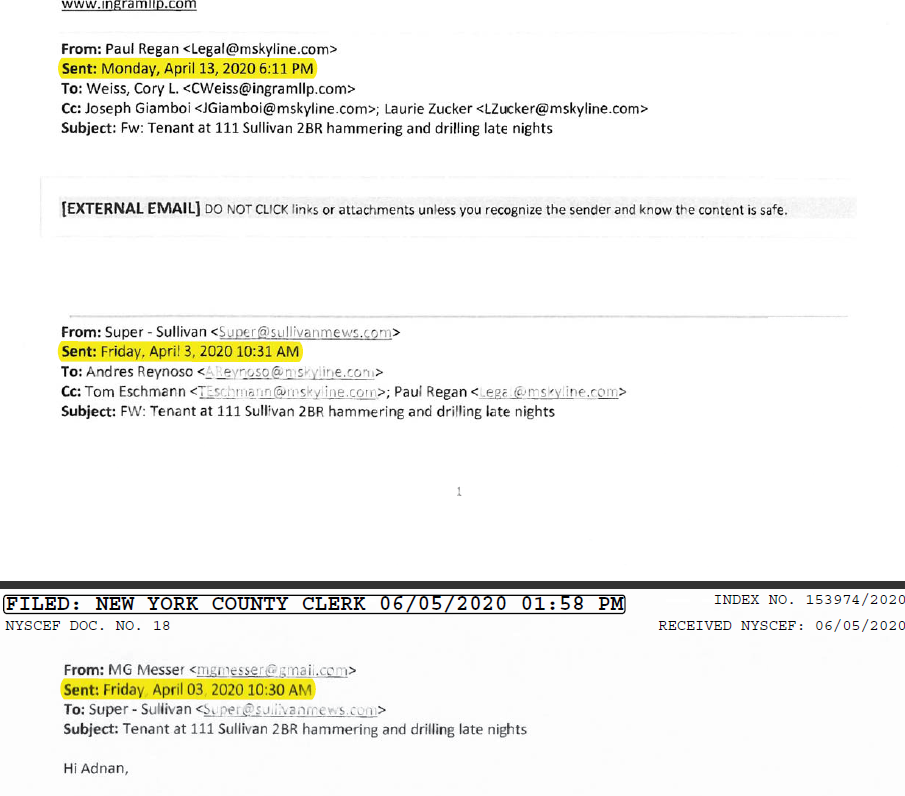 www.ingramllp.com
From: Paul Regan <Legal@mskyline.com>
Sent: Monday, April 13, 2020 6:11 PM
To: Weiss, Cory L. <CWeiss@ingramllp.com>
Cc: Joseph Giamboi <JGiamboi@mskyline.com>; Laurie Zucker <LZucker@mskyline.com>
Subject: Fw: Tenant at 111 Sullivan 2BR hammering and drilling late nights
[EXTERNAL EMAIL] DO NOT CLICK links or attachments unless you recognize the sender and know the content is safe.
From: Super - Sullivan <Super@sullivanmews.com>
Sent: Friday, April 3, 2020 10:31 AM
To: Andres Reynoso <AReynoso@mskyline.com>
Cc: Tom Eschmann <TEschmann@mskyline.com>; Paul Regan <Legal@mskyline.com>
Subject: FW: Tenant at 111 Sullivan 2BR hammering and drilling late nights
1
FILED: NEW YORK COUNTY CLERK 06/05/2020 01:58 PM
INDEX NO. 153974/2020
NYSCEF DOC. NO. 18
RECEIVED NYSCEF: 06/05/2020
From: MG Messer <mgmesser@gmail.com>
Sent: Friday, April 03, 2020 10:30 AM
To: Super - Sullivan <Super@sullivanmews.com>
Subject: Tenant at 111 Sullivan 2BR hammering and drilling late nights
Hi Adnan,